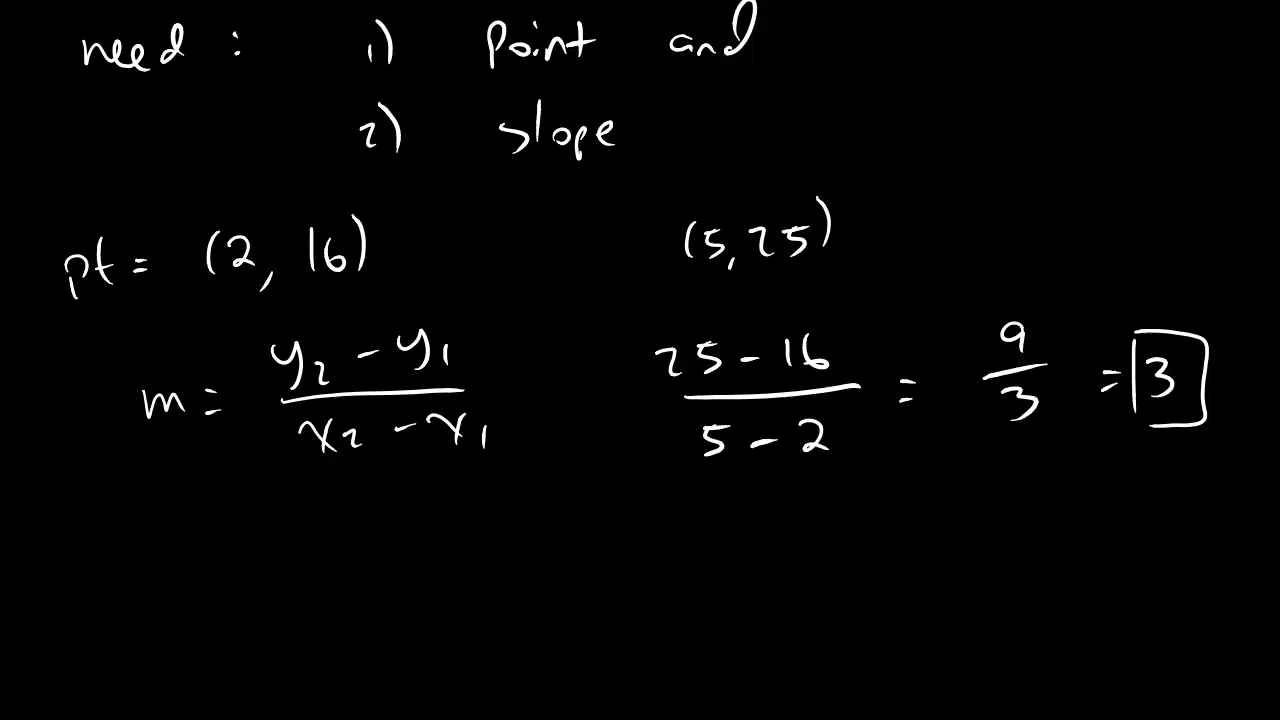 need : 1) point and
2) slope
pt = (2, 16) (5, 25)
m = y₂ - y₁ / x₂ - x₁ 25 - 16 / 5 - 2 = 9 / 3 = 3